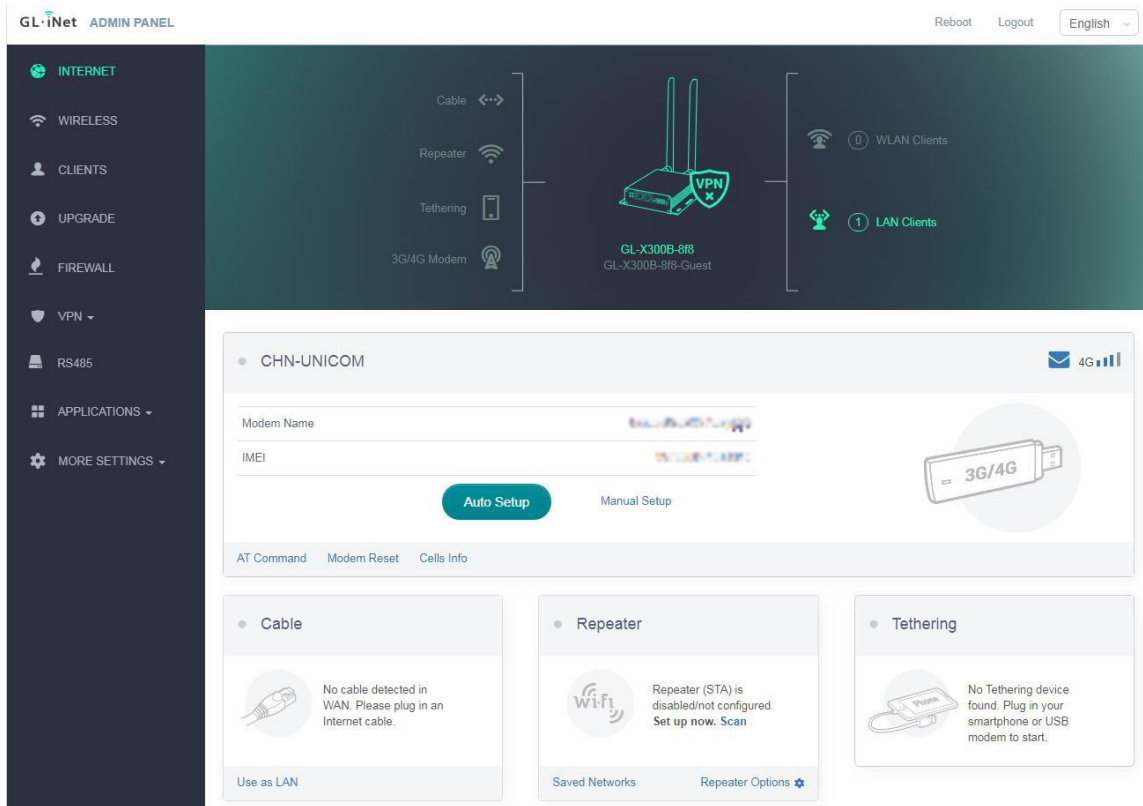 GL·iNet ADMIN PANEL
Reboot Logout English
INTERNET
WIRELESS
CLIENTS
UPGRADE
FIREWALL
VPN
RS485
APPLICATIONS
MORE SETTINGS
Cable
Repeater
Tethering
3G/4G Modem
VPN
x
GL-X300B-8f8
GL-X300B-8f8-Guest
0 WLAN Clients
1 LAN Clients
CHN-UNICOM
4G
Modem Name
IMEI
Auto Setup Manual Setup
3G/4G
AT Command Modem Reset Cells Info
Cable
No cable detected in
WAN. Please plug in an
Internet cable.
Use as LAN
Repeater
Wi-Fi
Repeater (STA) is
disabled/not configured.
Set up now. Scan
Saved Networks Repeater Options
Tethering
Phone
No Tethering device
found. Plug in your
smartphone or USB
modem to start.